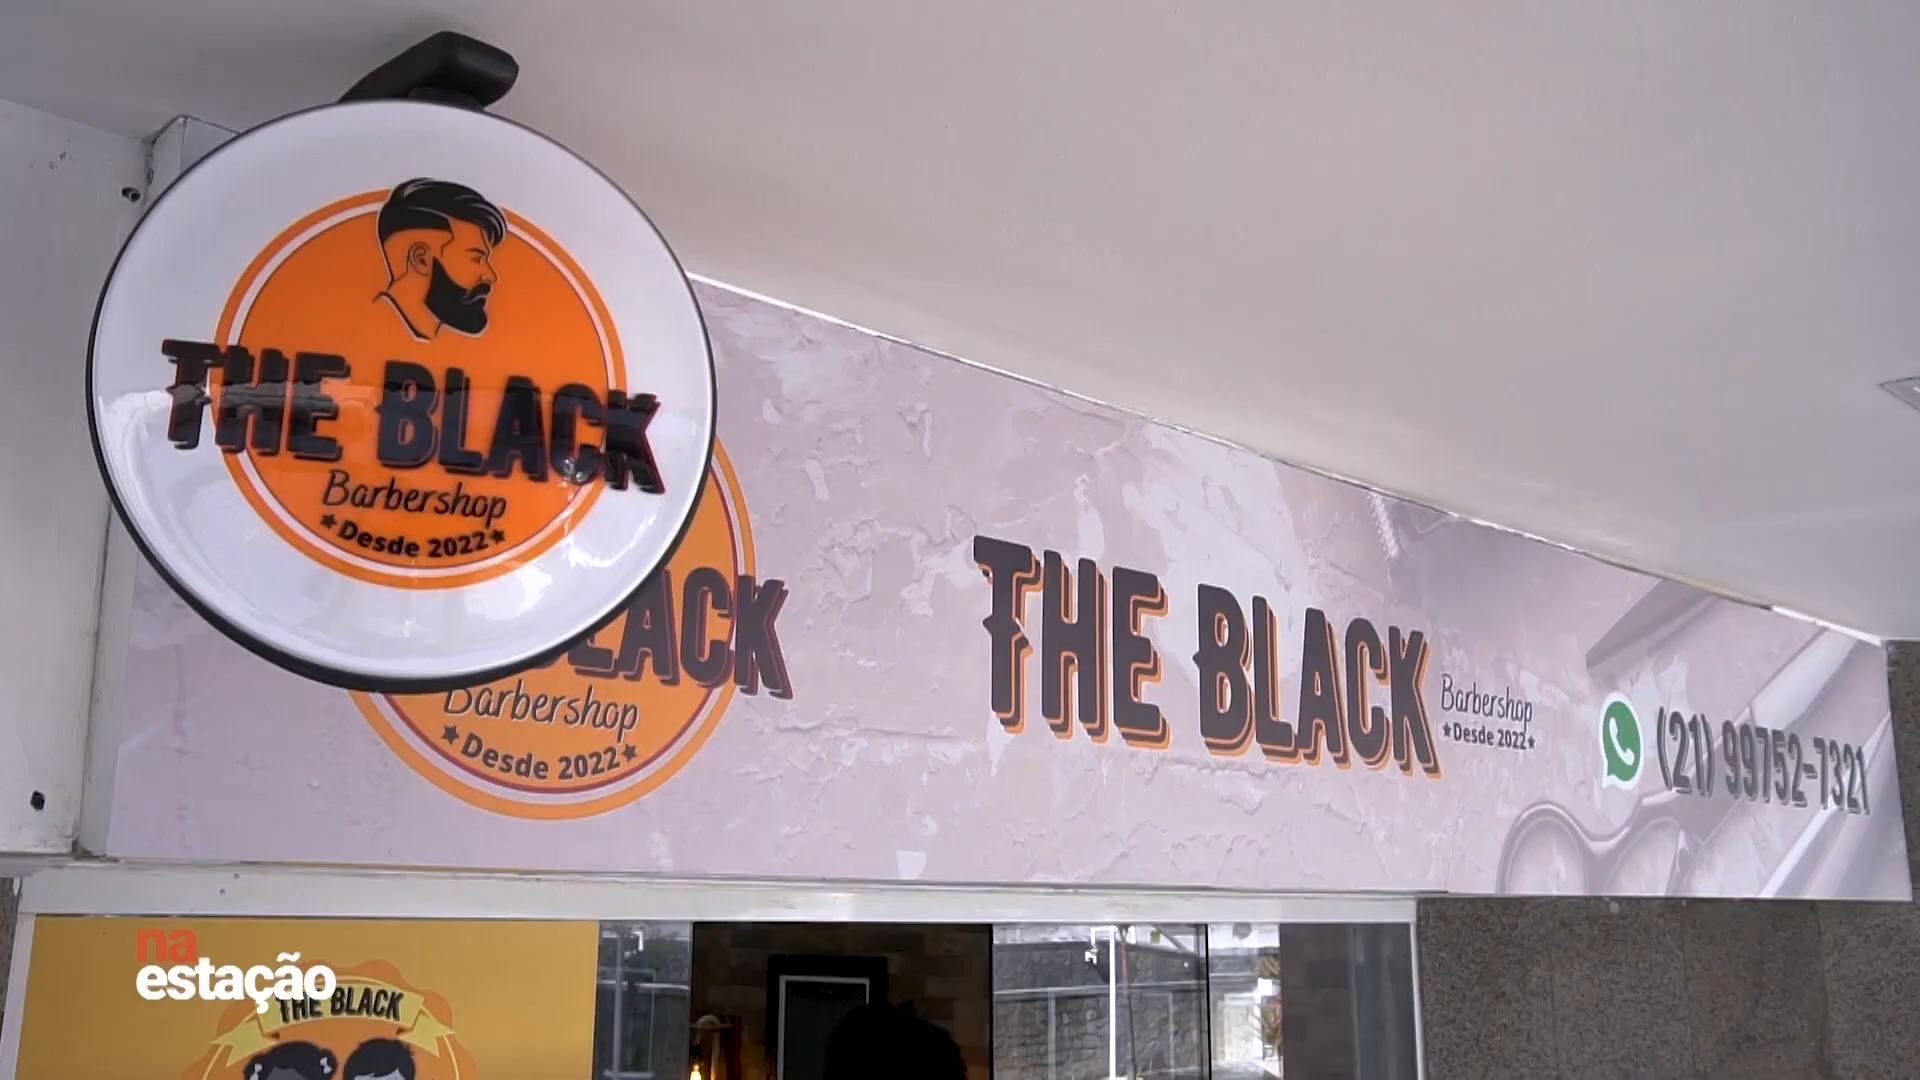 THE BLACK
Barbershop
★Desde 2022★
LACK
Barbershop
★Desde 2022★
THE BLACK
Barbershop
★Desde 2022★
(21) 99752-7321
na
estação
THE BLACK